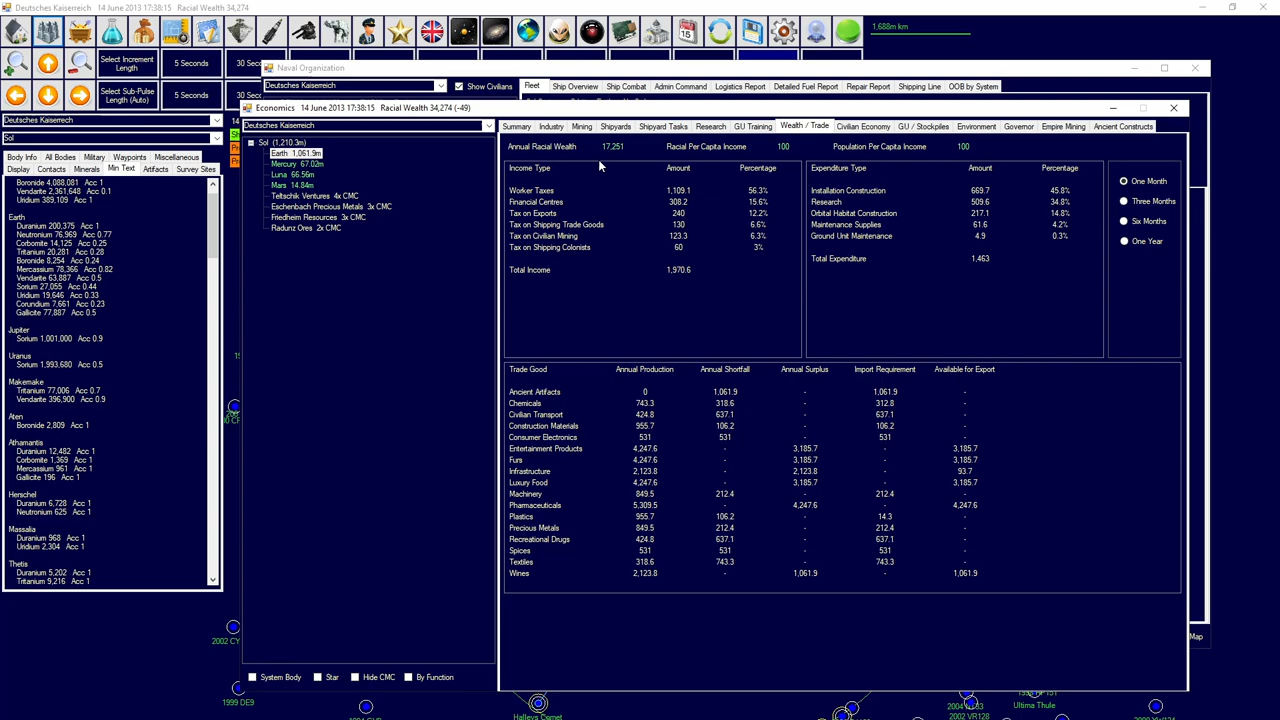 Deutsches Kaiserreich   14 June 2013 17:38:15   Racial Wealth 34,274
1.688m km
Select Increment Length
5 Seconds
30 Sec
Select Sub-Pulse Length (Auto)
5 Seconds
30 Sec
Deutsches Kaiserreich
Sol
Body Info All Bodies Military Waypoints Miscellaneous
Display Contacts Minerals Min Text Artifacts Survey Sites
Boronide 4,088,081 Acc 1
Vendarite 2,361,648 Acc 0.1
Uridium 389,109 Acc 1
Earth
Duranium 200,375 Acc 1
Neutronium 76,969 Acc 0.77
Corbomite 14,125 Acc 0.25
Tritanium 20,281 Acc 0.28
Boronide 8,254 Acc 0.24
Mercassium 78,366 Acc 0.82
Vendarite 63,887 Acc 0.5
Sorium 27,055 Acc 0.44
Uridium 19,646 Acc 0.33
Corundium 7,661 Acc 0.23
Gallicite 77,887 Acc 0.5
Jupiter
Sorium 1,001,000 Acc 0.9
Uranus
Sorium 1,993,680 Acc 0.5
Makemake
Tritanium 77,006 Acc 0.7
Vendarite 396,900 Acc 0.9
Aten
Boronide 2,809 Acc 1
Athamantis
Duranium 12,482 Acc 1
Corbomite 1,369 Acc 1
Mercassium 961 Acc 1
Gallicite 196 Acc 1
Herschel
Duranium 6,728 Acc 1
Neutronium 625 Acc 1
Massalia
Duranium 968 Acc 1
Uridium 2,304 Acc 1
Thetis
Duranium 5,202 Acc 1
Tritanium 9,216 Acc 1
Naval Organization
Deutsches Kaiserreich
Show Civilians
Fleet Ship Overview Ship Combat Admin Command Logistics Report Detailed Fuel Report Repair Report Shipping Line OOB by System
Economics   14 June 2013 17:38:15   Racial Wealth 34,274 (-49)
Deutsches Kaiserreich
Summary Industry Mining Shipyards Shipyard Tasks Research GU Training Wealth / Trade Civilian Economy GU / Stockpiles Environment Governor Empire Mining Ancient Constructs
Sol (1,210.3m)
Earth 1,061.9m
Mercury 67.02m
Luna 66.56m
Mars 14.84m
Teltschik Ventures 4x CMC
Eschenbach Precious Metals 3x CMC
Friedheim Resources 3x CMC
Radunz Ores 2x CMC
Annual Racial Wealth 17,251 Racial Per Capita Income 100 Population Per Capita Income 100
Income Type Amount Percentage
Worker Taxes 1,109.1 56.3%
Financial Centres 308.2 15.6%
Tax on Exports 240 12.2%
Tax on Shipping Trade Goods 130 6.6%
Tax on Civilian Mining 123.3 6.3%
Tax on Shipping Colonists 60 3%
Total Income 1,970.6
Expenditure Type Amount Percentage
Installation Construction 669.7 45.8%
Research 509.6 34.8%
Orbital Habitat Construction 217.1 14.8%
Maintenance Supplies 61.6 4.2%
Ground Unit Maintenance 4.9 0.3%
Total Expenditure 1,463
One Month
Three Months
Six Months
One Year
Trade Good Annual Production Annual Shortfall Annual Surplus Import Requirement Available for Export
Ancient Artifacts 0 1,061.9 - 1,061.9 -
Chemicals 743.3 318.6 - 312.8 -
Civilian Transport 424.8 637.1 - 637.1 -
Construction Materials 955.7 106.2 - 106.2 -
Consumer Electronics 531 531 - 531 -
Entertainment Products 4,247.6 - 3,185.7 - 3,185.7
Furs 4,247.6 - 3,185.7 - 3,185.7
Infrastructure 2,123.8 - 2,123.8 - 93.7
Luxury Food 4,247.6 - 3,185.7 - 3,185.7
Machinery 849.5 212.4 - 212.4 -
Pharmaceuticals 5,309.5 - 4,247.6 - 4,247.6
Plastics 955.7 106.2 - 14.3 -
Precious Metals 849.5 212.4 - 212.4 -
Recreational Drugs 424.8 637.1 - 637.1 -
Spices 531 531 - 531 -
Textiles 318.6 743.3 - 743.3 -
Wines 2,123.8 - 1,061.9 - 1,061.9
System Body Star Hide CMC By Function
Map
2002 CY
1999 DE9
Halleys Comet
2002 VR128
Ultima Thule